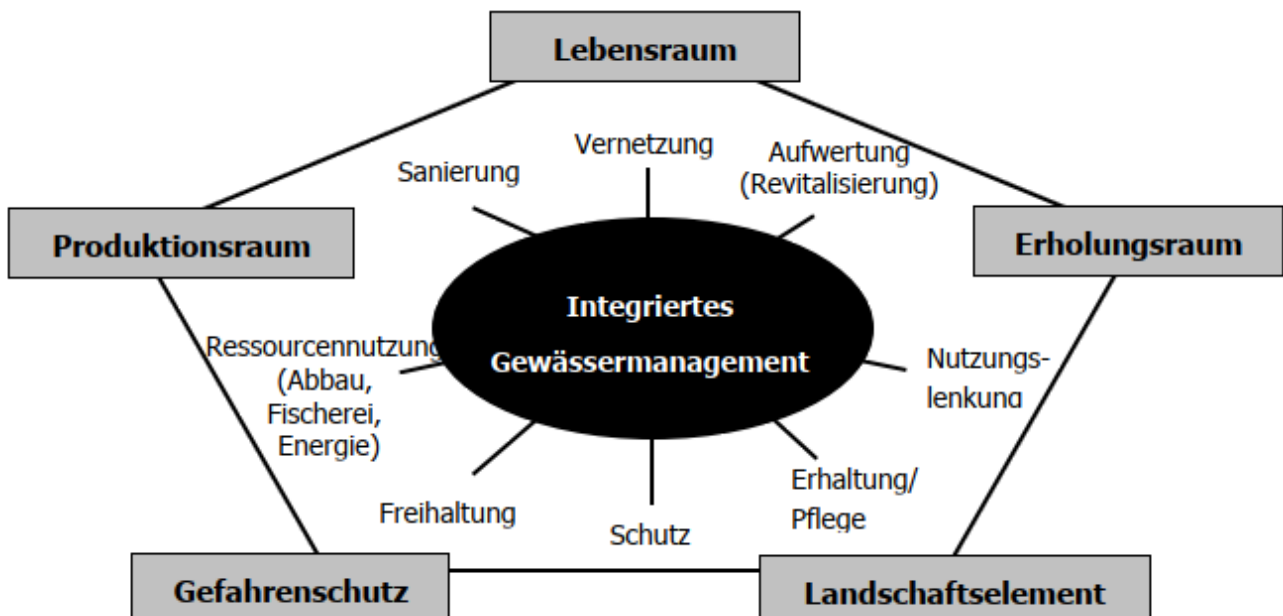 Lebensraum
Vernetzung
Aufwertung
(Revitalisierung)
Sanierung
Produktionsraum
Erholungsraum
Integriertes
Gewässermanagement
Ressourcennutzung
(Abbau,
Fischerei,
Energie)
Nutzungs-
lenkung
Erhaltung/
Pflege
Freihaltung
Schutz
Gefahrenschutz
Landschaftselement